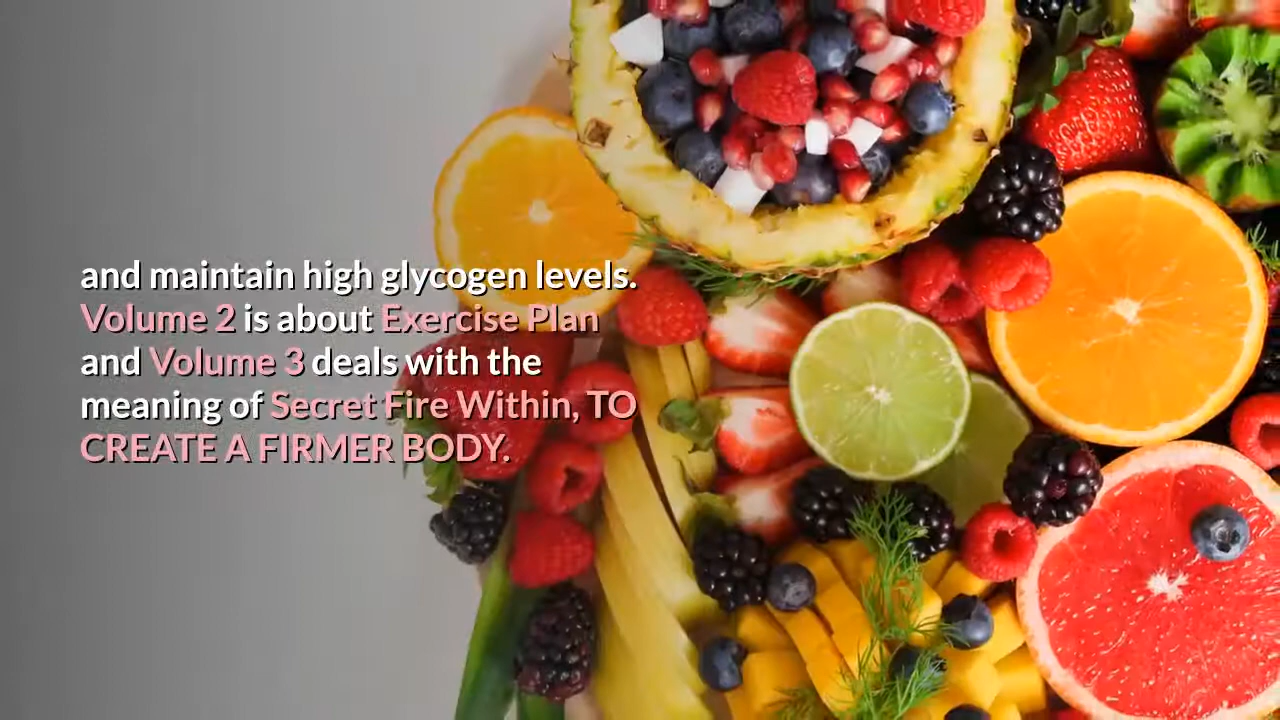 and maintain high glycogen levels.
Volume 2 is about Exercise Plan
and Volume 3 deals with the
meaning of Secret Fire Within, TO
CREATE A FIRMER BODY.